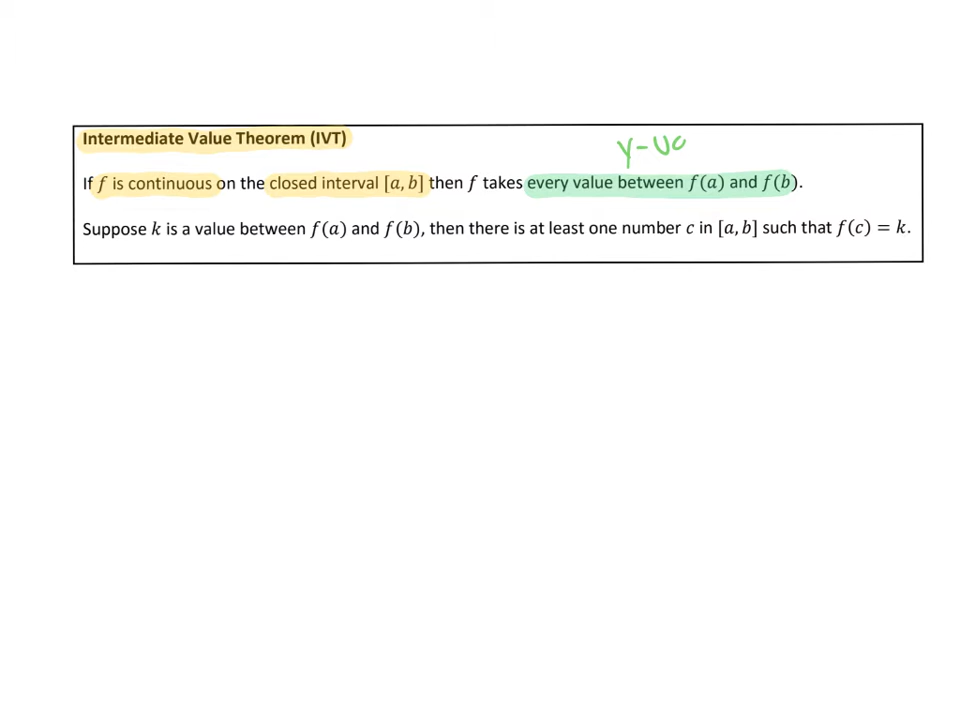 Intermediate Value Theorem (IVT)
y-va
If f is continuous on the closed interval [a, b] then f takes every value between f(a) and f(b).
Suppose k is a value between f(a) and f(b), then there is at least one number c in [a, b] such that f(c) = k.